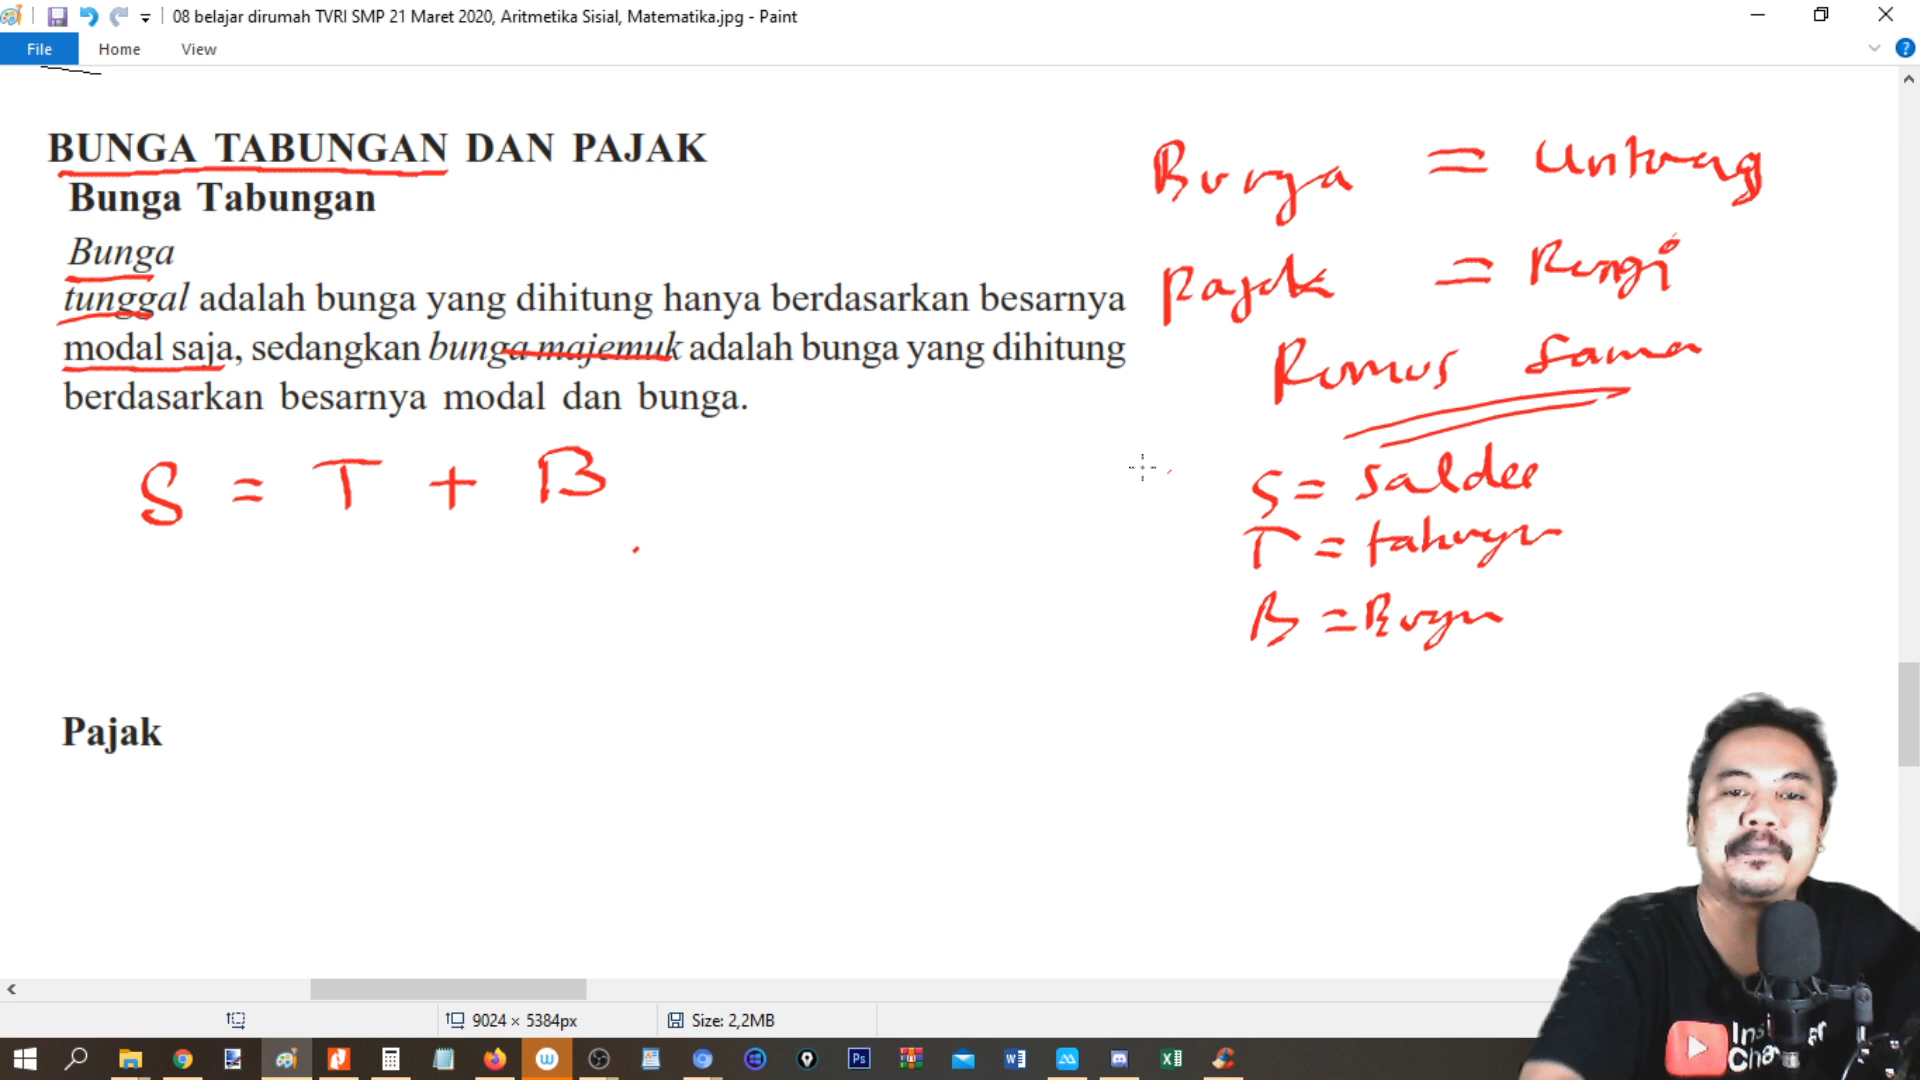 08 belajar dirumah TVRI SMP 21 Maret 2020, Aritmetika Sisial, Matematika.jpg - Paint
File Home View
BUNGA TABUNGAN DAN PAJAK
Bunga Tabungan
Bunga
tunggal adalah bunga yang dihitung hanya berdasarkan besarnya
modal saja, sedangkan bunga majemuk adalah bunga yang dihitung
berdasarkan besarnya modal dan bunga.
S = T + B
Bunga = Untung
Pajak = Rugi
Rumus Sama
S = Saldo
T =
B = Bunga
Pajak
9024 × 5384px
Size: 2,2MB